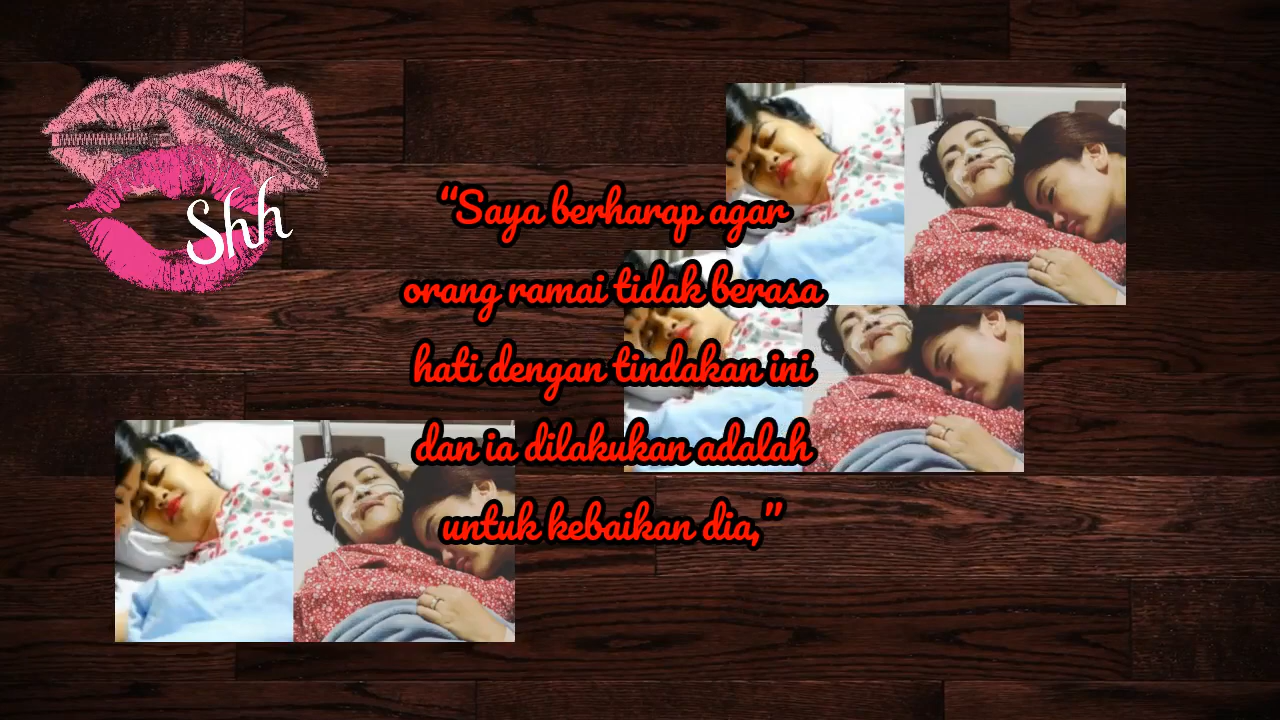 Shh
“Saya berharap agar
orang ramai tidak berasa
hati dengan tindakan ini
dan ia dilakukan adalah
untuk kebaikan dia,”